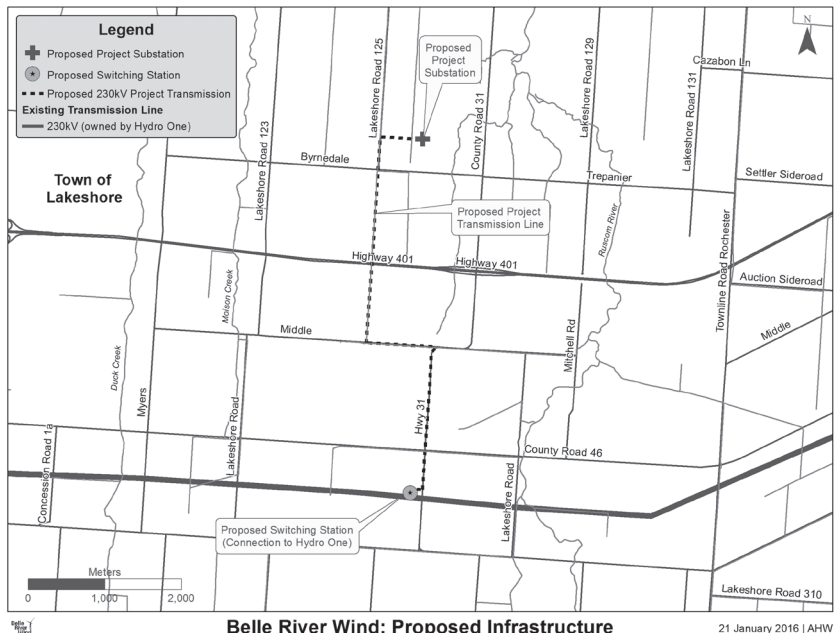 Legend
Proposed Project Substation
Proposed Switching Station
Proposed 230kV Project Transmission
Existing Transmission Line
230kV (owned by Hydro One)
N
Lakeshore Road 123
Lakeshore Road 125
Proposed
Project
Substation
County Road 31
Lakeshore Road 129
Lakeshore Road 131
Cazabon Ln
Byrnedale
Trepanier
Settler Sideroad
Town of
Lakeshore
Proposed Project
Transmission Line
Ruscom River
Townline Road Rochester
Highway 401
Highway 401
Auction Sideroad
Moison Creek
Middle
Middle
Duck Creek
Myers
Mitchell Rd
Lakeshore Road
Hwy 31
Concession Road 1a
County Road 46
Lakeshore Road
Proposed Switching Station
(Connection to Hydro One)
Meters
0 1,000 2,000
Lakeshore Road 310
Belle
River
Belle River Wind: Proposed Infrastructure
21 January 2016 | AHW